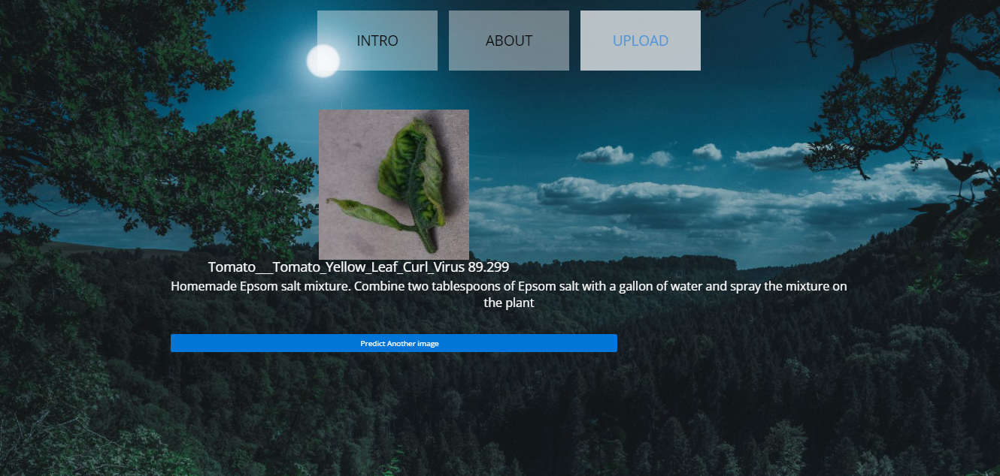 INTRO
ABOUT
UPLOAD
Tomato___Tomato_Yellow_Leaf_Curl_Virus 89.299
Homemade Epsom salt mixture. Combine two tablespoons of Epsom salt with a gallon of water and spray the mixture on
the plant
Predict Another image